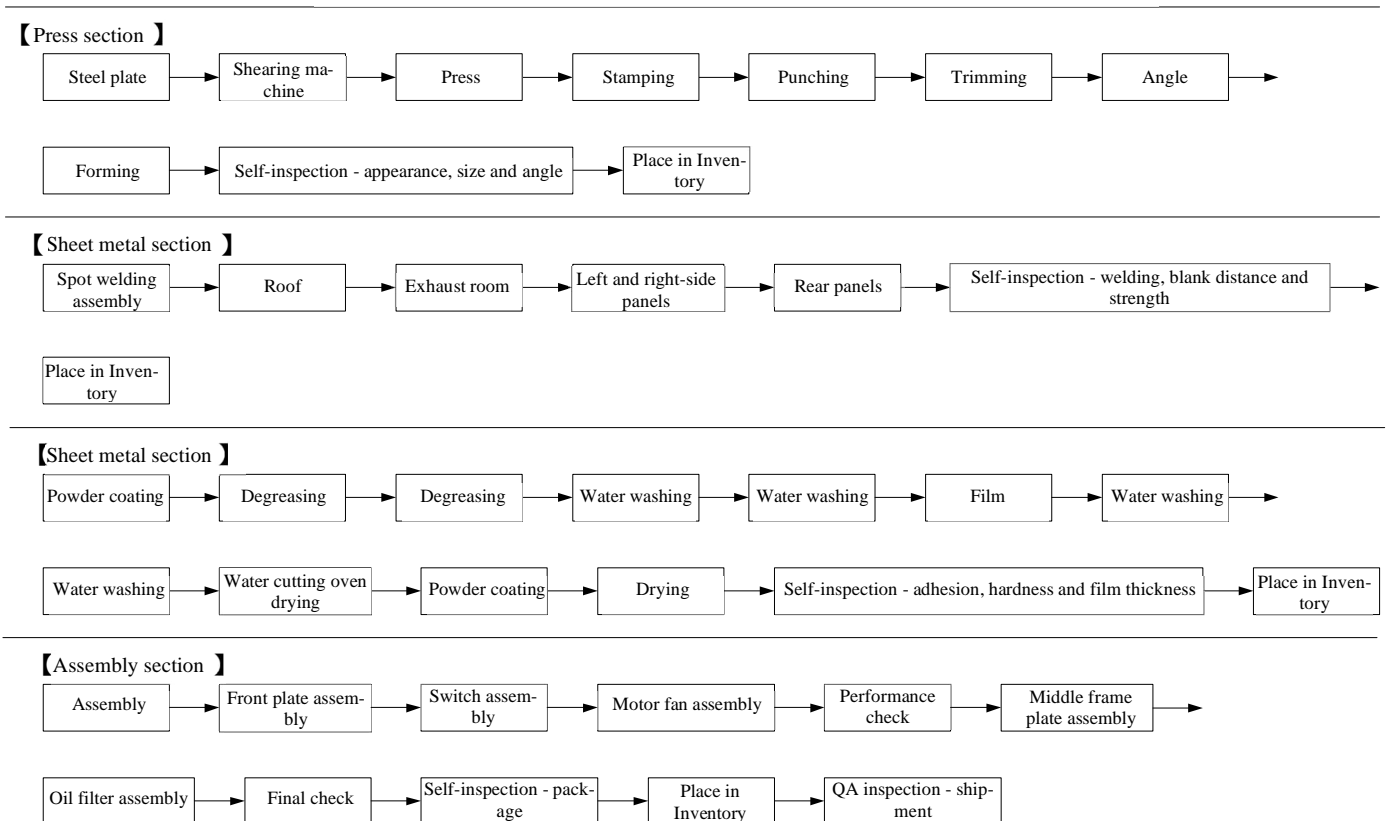 【Press section 】
Steel plate
Shearing ma-
chine
Press
Stamping
Punching
Trimming
Angle
Forming
Self-inspection - appearance, size and angle
Place in Inven-
tory
【Sheet metal section 】
Spot welding
assembly
Roof
Exhaust room
Left and right-side
panels
Rear panels
Self-inspection - welding, blank distance and
strength
Place in Inven-
tory
【Sheet metal section 】
Powder coating
Degreasing
Degreasing
Water washing
Water washing
Film
Water washing
Water washing
Water cutting oven
drying
Powder coating
Drying
Self-inspection - adhesion, hardness and film thickness
Place in Inven-
tory
【Assembly section 】
Assembly
Front plate assem-
bly
Switch assem-
bly
Motor fan assembly
Performance
check
Middle frame
plate assembly
Oil filter assembly
Final check
Self-inspection - pack-
age
Place in
Inventory
QA inspection - ship-
ment